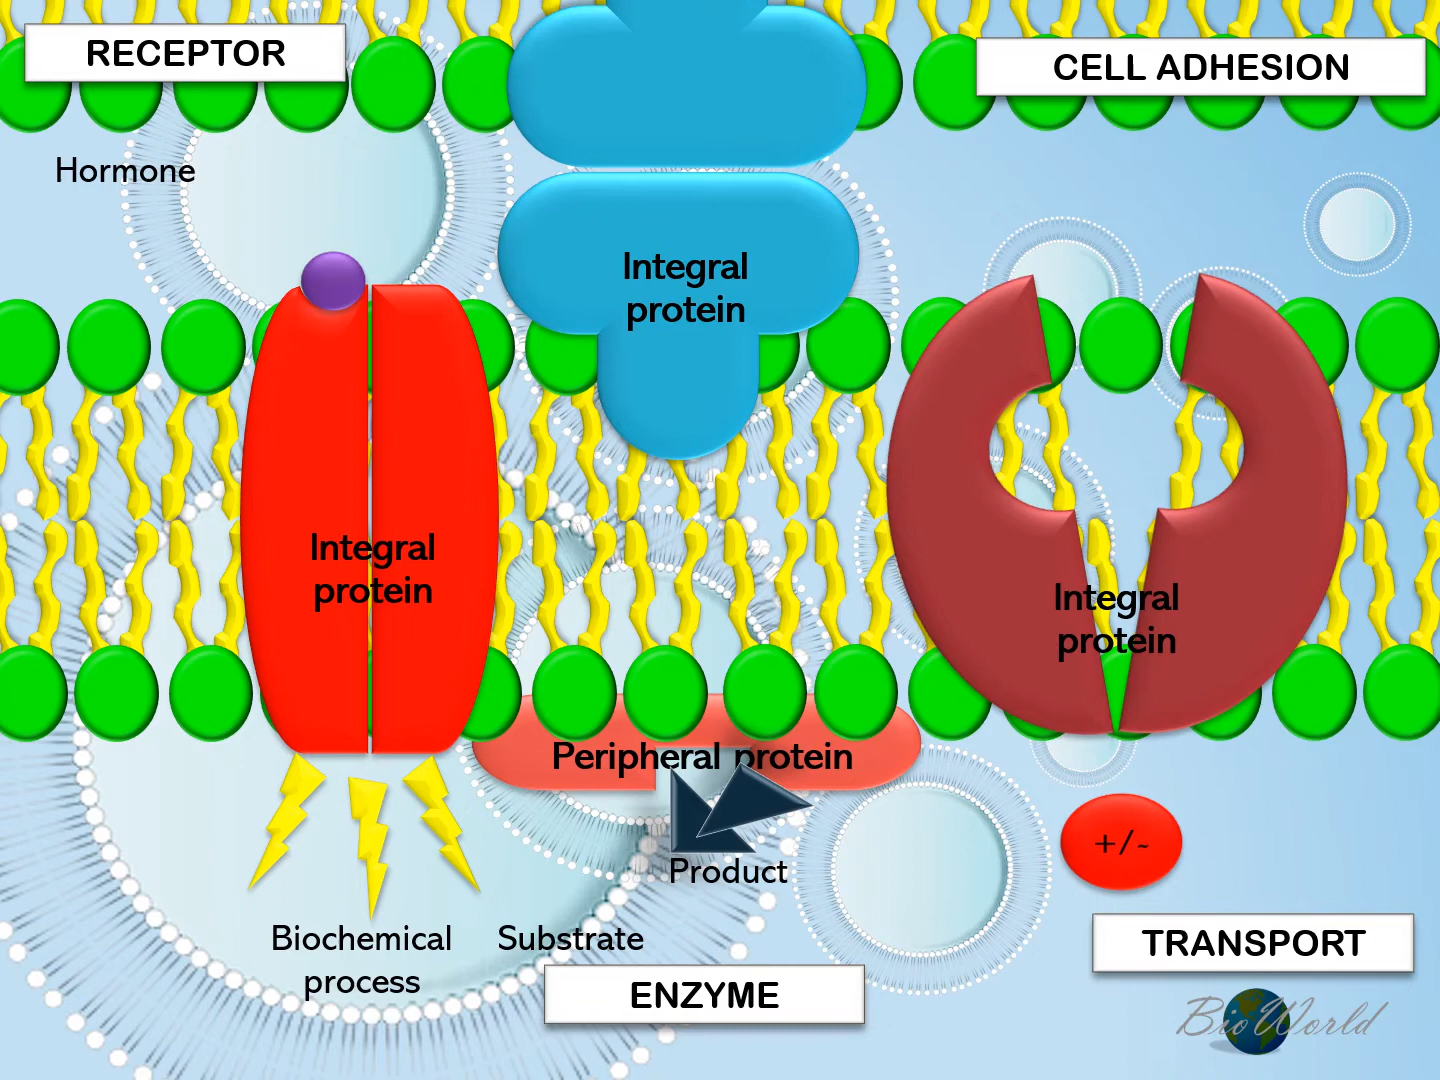 RECEPTOR
CELL ADHESION
Hormone
Integral
protein
Integral
protein
Integral
protein
Peripheral protein
+/-
Product
Biochemical
process
Substrate
ENZYME
TRANSPORT
BioWorld